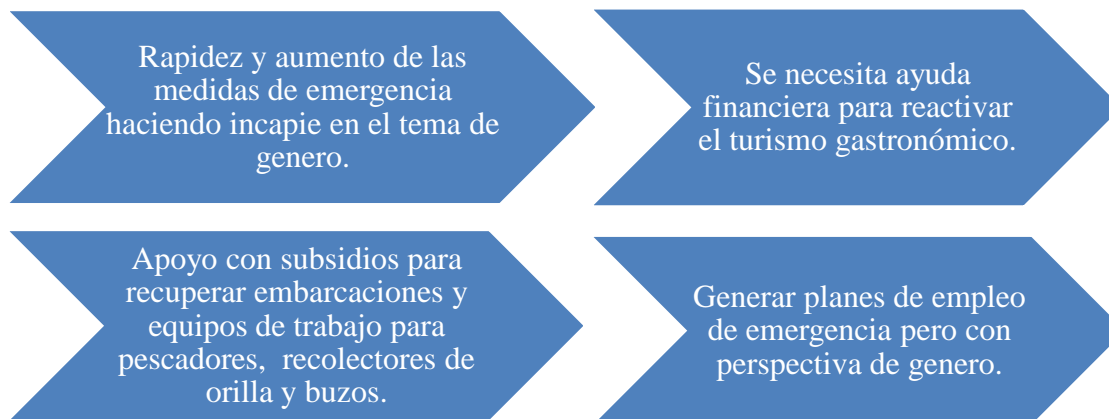 Rapidez y aumento de las
medidas de emergencia
haciendo incapie en el tema de
genero.
Se necesita ayuda
financiera para reactivar
el turismo gastronómico.
Apoyo con subsidios para
recuperar embarcaciones y
equipos de trabajo para
pescadores,  recolectores de
orilla y buzos.
Generar planes de empleo
de emergencia pero con
perspectiva de genero.